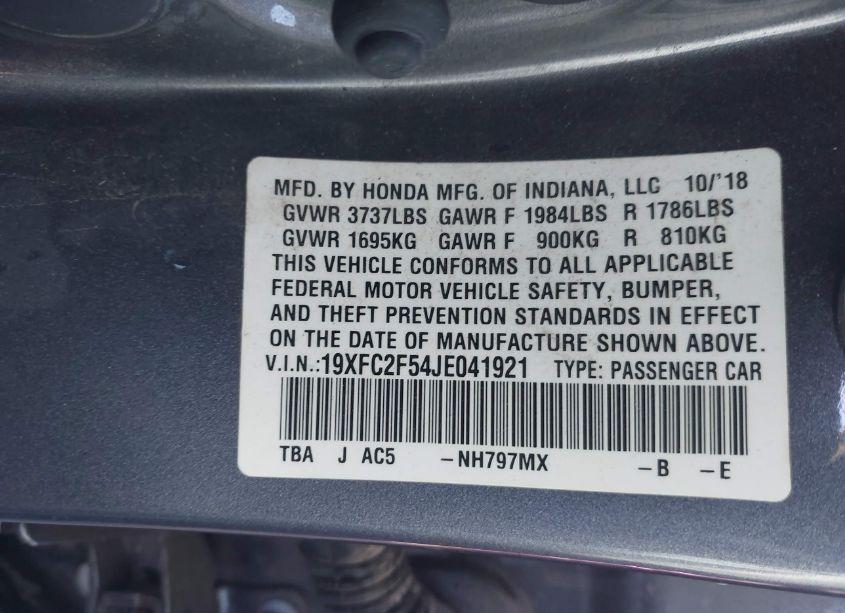 MFD. BY HONDA MFG. OF INDIANA, LLC 10/'18
GVWR 3737LBS GAWR F 1984LBS R 1786LBS
GVWR 1695KG GAWR F 900KG R 810KG
THIS VEHICLE CONFORMS TO ALL APPLICABLE
FEDERAL MOTOR VEHICLE SAFETY, BUMPER,
AND THEFT PREVENTION STANDARDS IN EFFECT
ON THE DATE OF MANUFACTURE SHOWN ABOVE.
V.I.N.:19XFC2F54JE041921 TYPE: PASSENGER CAR
TBA J AC5 -NH797MX -B -E